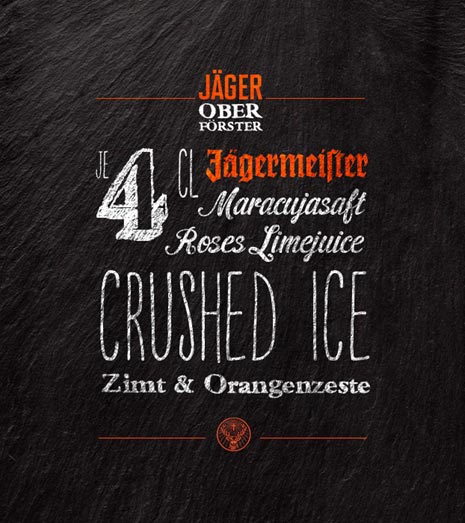 JÄGER
OBER
FÖRSTER
JE 4 CL Jägermeiſter
Maracujasaft
Roses Limejuice
CRUSHED ICE
Zimt & Orangenzeste